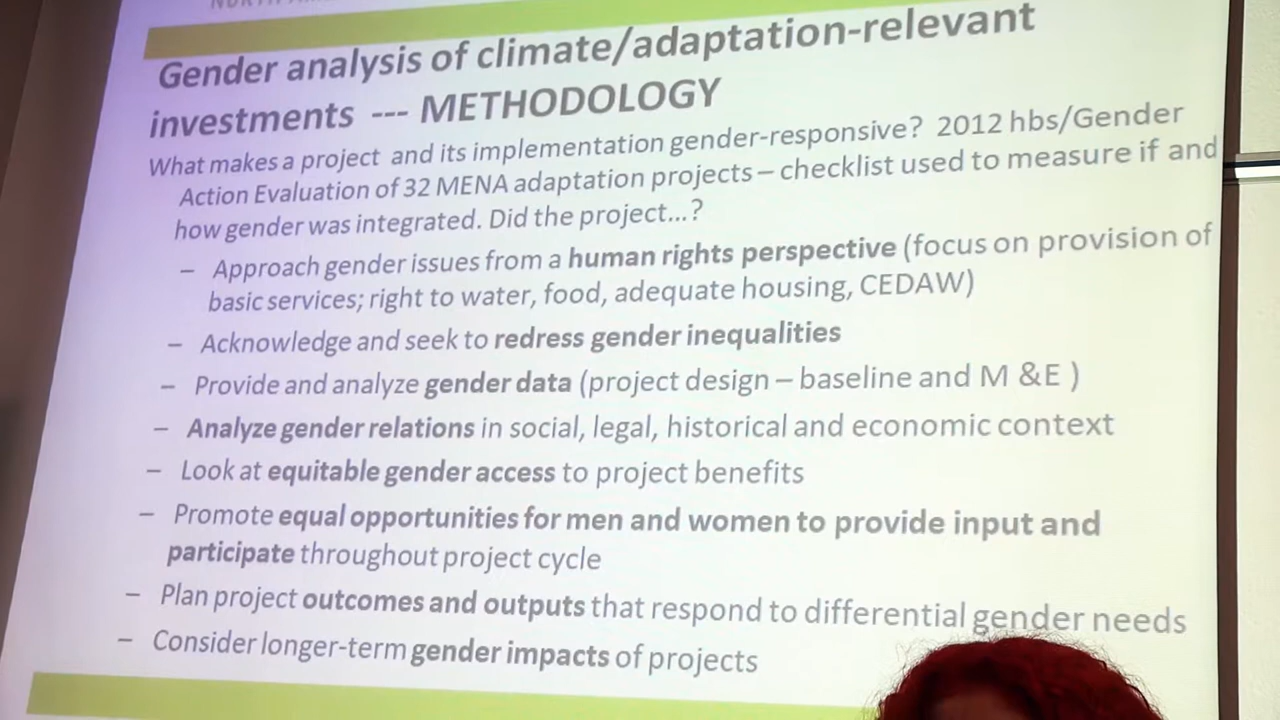 Gender analysis of climate/adaptation-relevant
investments --- METHODOLOGY
What makes a project and its implementation gender-responsive? 2012 hbs/Gender
Action Evaluation of 32 MENA adaptation projects – checklist used to measure if and
how gender was integrated. Did the project...?
– Approach gender issues from a human rights perspective (focus on provision of
basic services; right to water, food, adequate housing, CEDAW)
– Acknowledge and seek to redress gender inequalities
– Provide and analyze gender data (project design – baseline and M &E )
– Analyze gender relations in social, legal, historical and economic context
– Look at equitable gender access to project benefits
– Promote equal opportunities for men and women to provide input and
participate throughout project cycle
– Plan project outcomes and outputs that respond to differential gender needs
– Consider longer-term gender impacts of projects